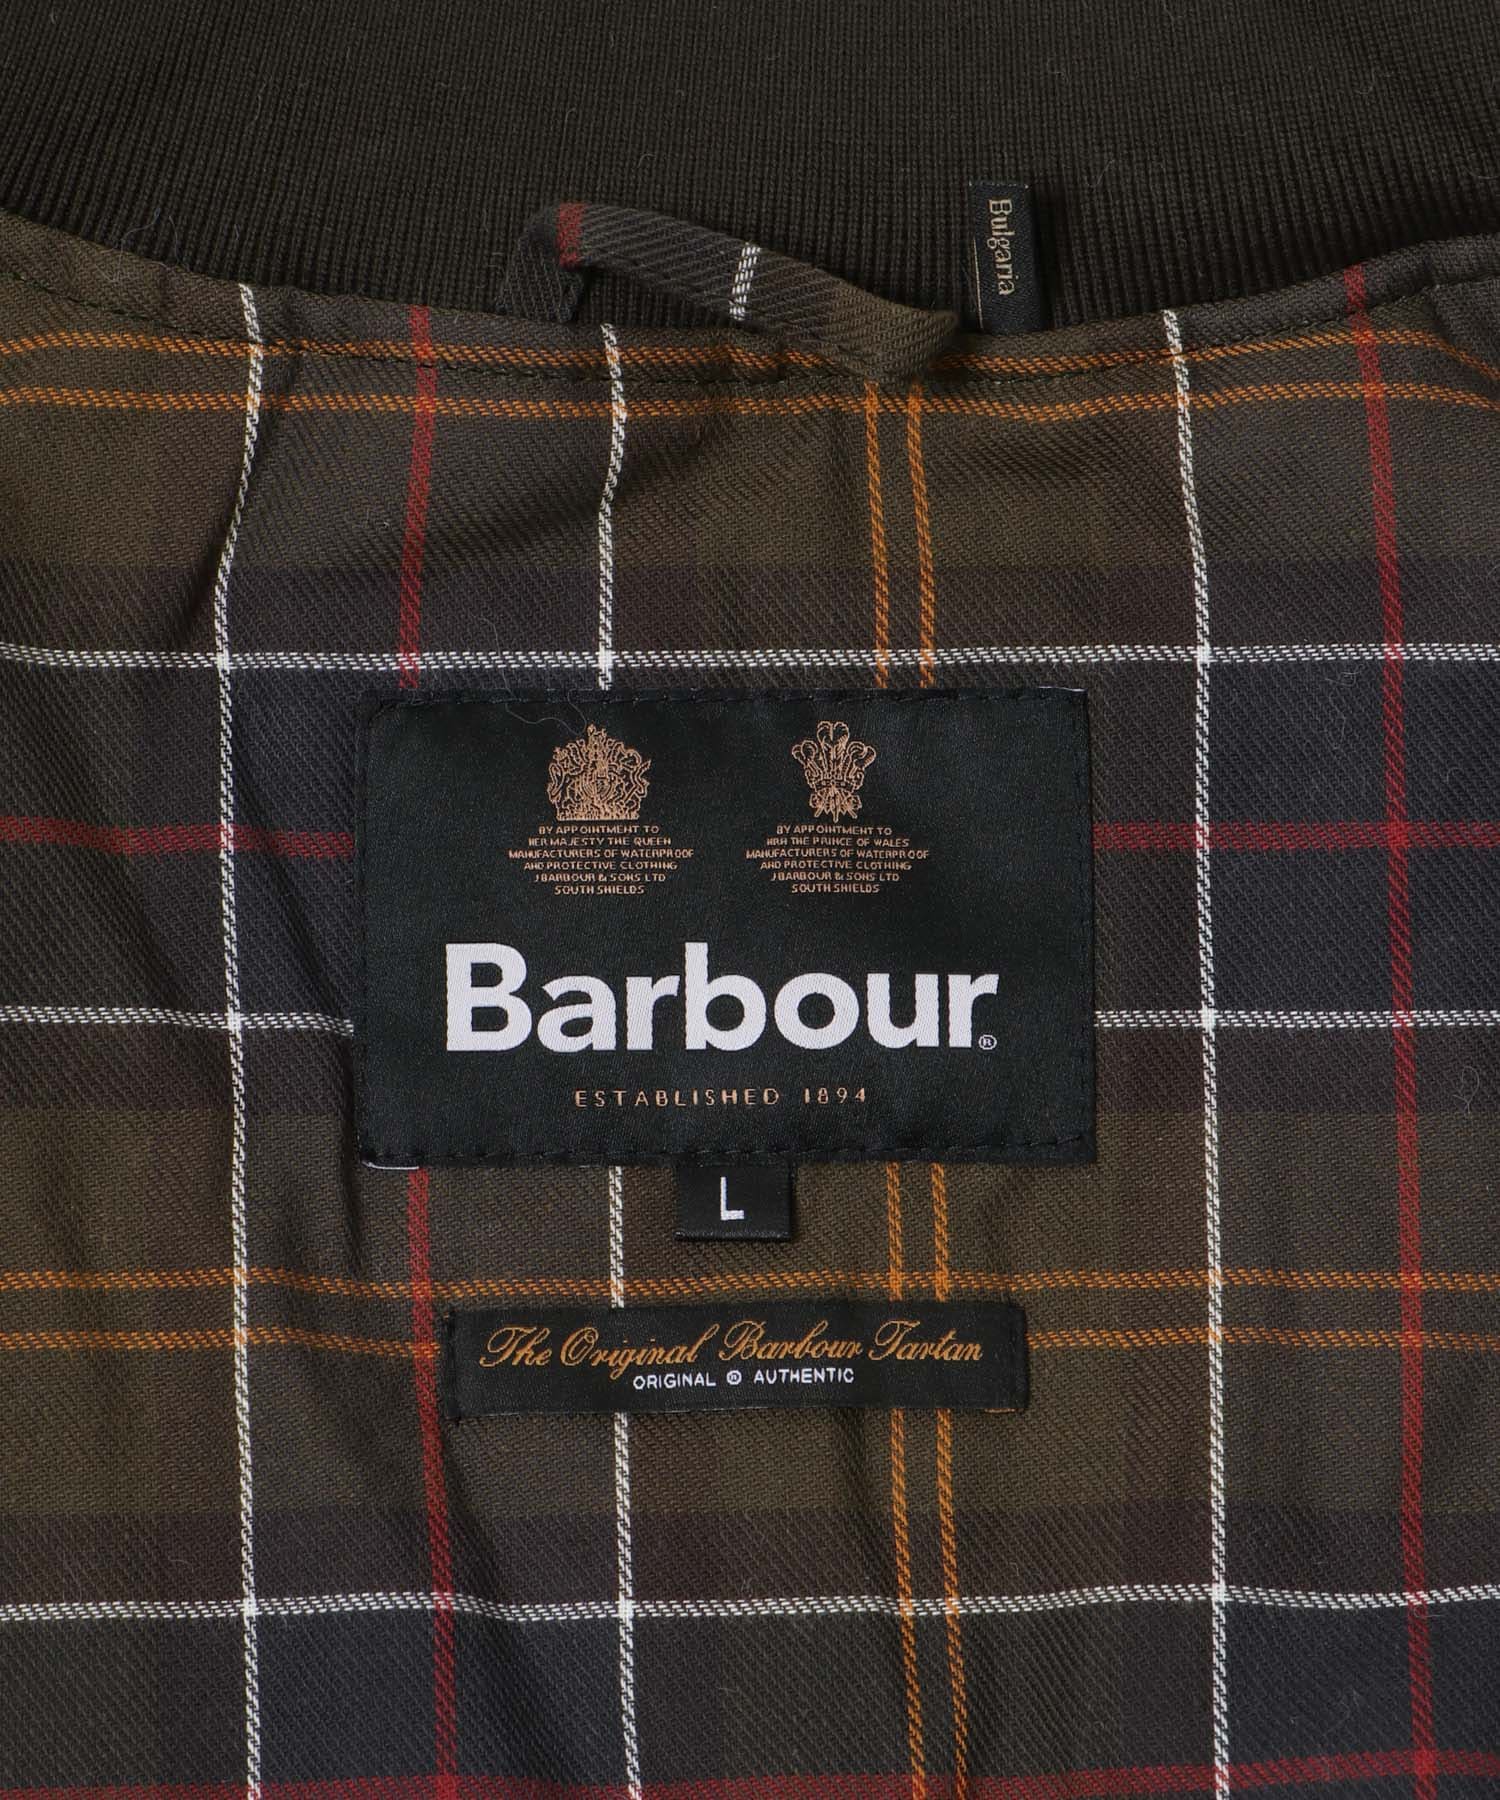 Bulgaria
BY APPOINTMENT TO
HER MAJESTY THE QUEEN
MANUFACTURERS OF WATERPROOF
AND PROTECTIVE CLOTHING
J BARBOUR & SONS LTD
SOUTH SHIELDS
BY APPOINTMENT TO
HRH THE PRINCE OF WALES
MANUFACTURERS OF WATERPROOF
AND PROTECTIVE CLOTHING
J BARBOUR & SONS LTD
SOUTH SHIELDS
Barbour®
ESTABLISHED 1894
L
The Original Barbour Tartan
ORIGINAL ® AUTHENTIC